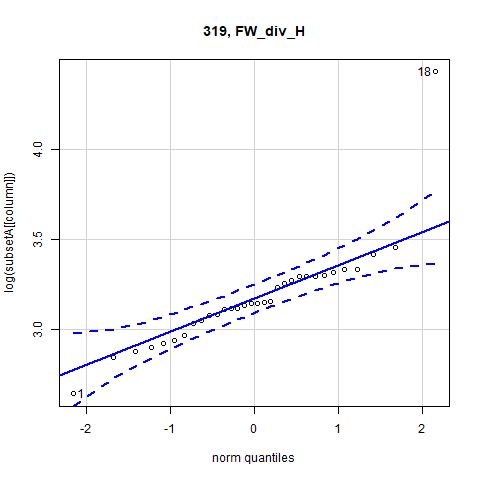 319, FW_div_H
18
4.0
3.5
3.0
log(subsetA[[column]])
1
-2 -1 0 1 2
norm quantiles